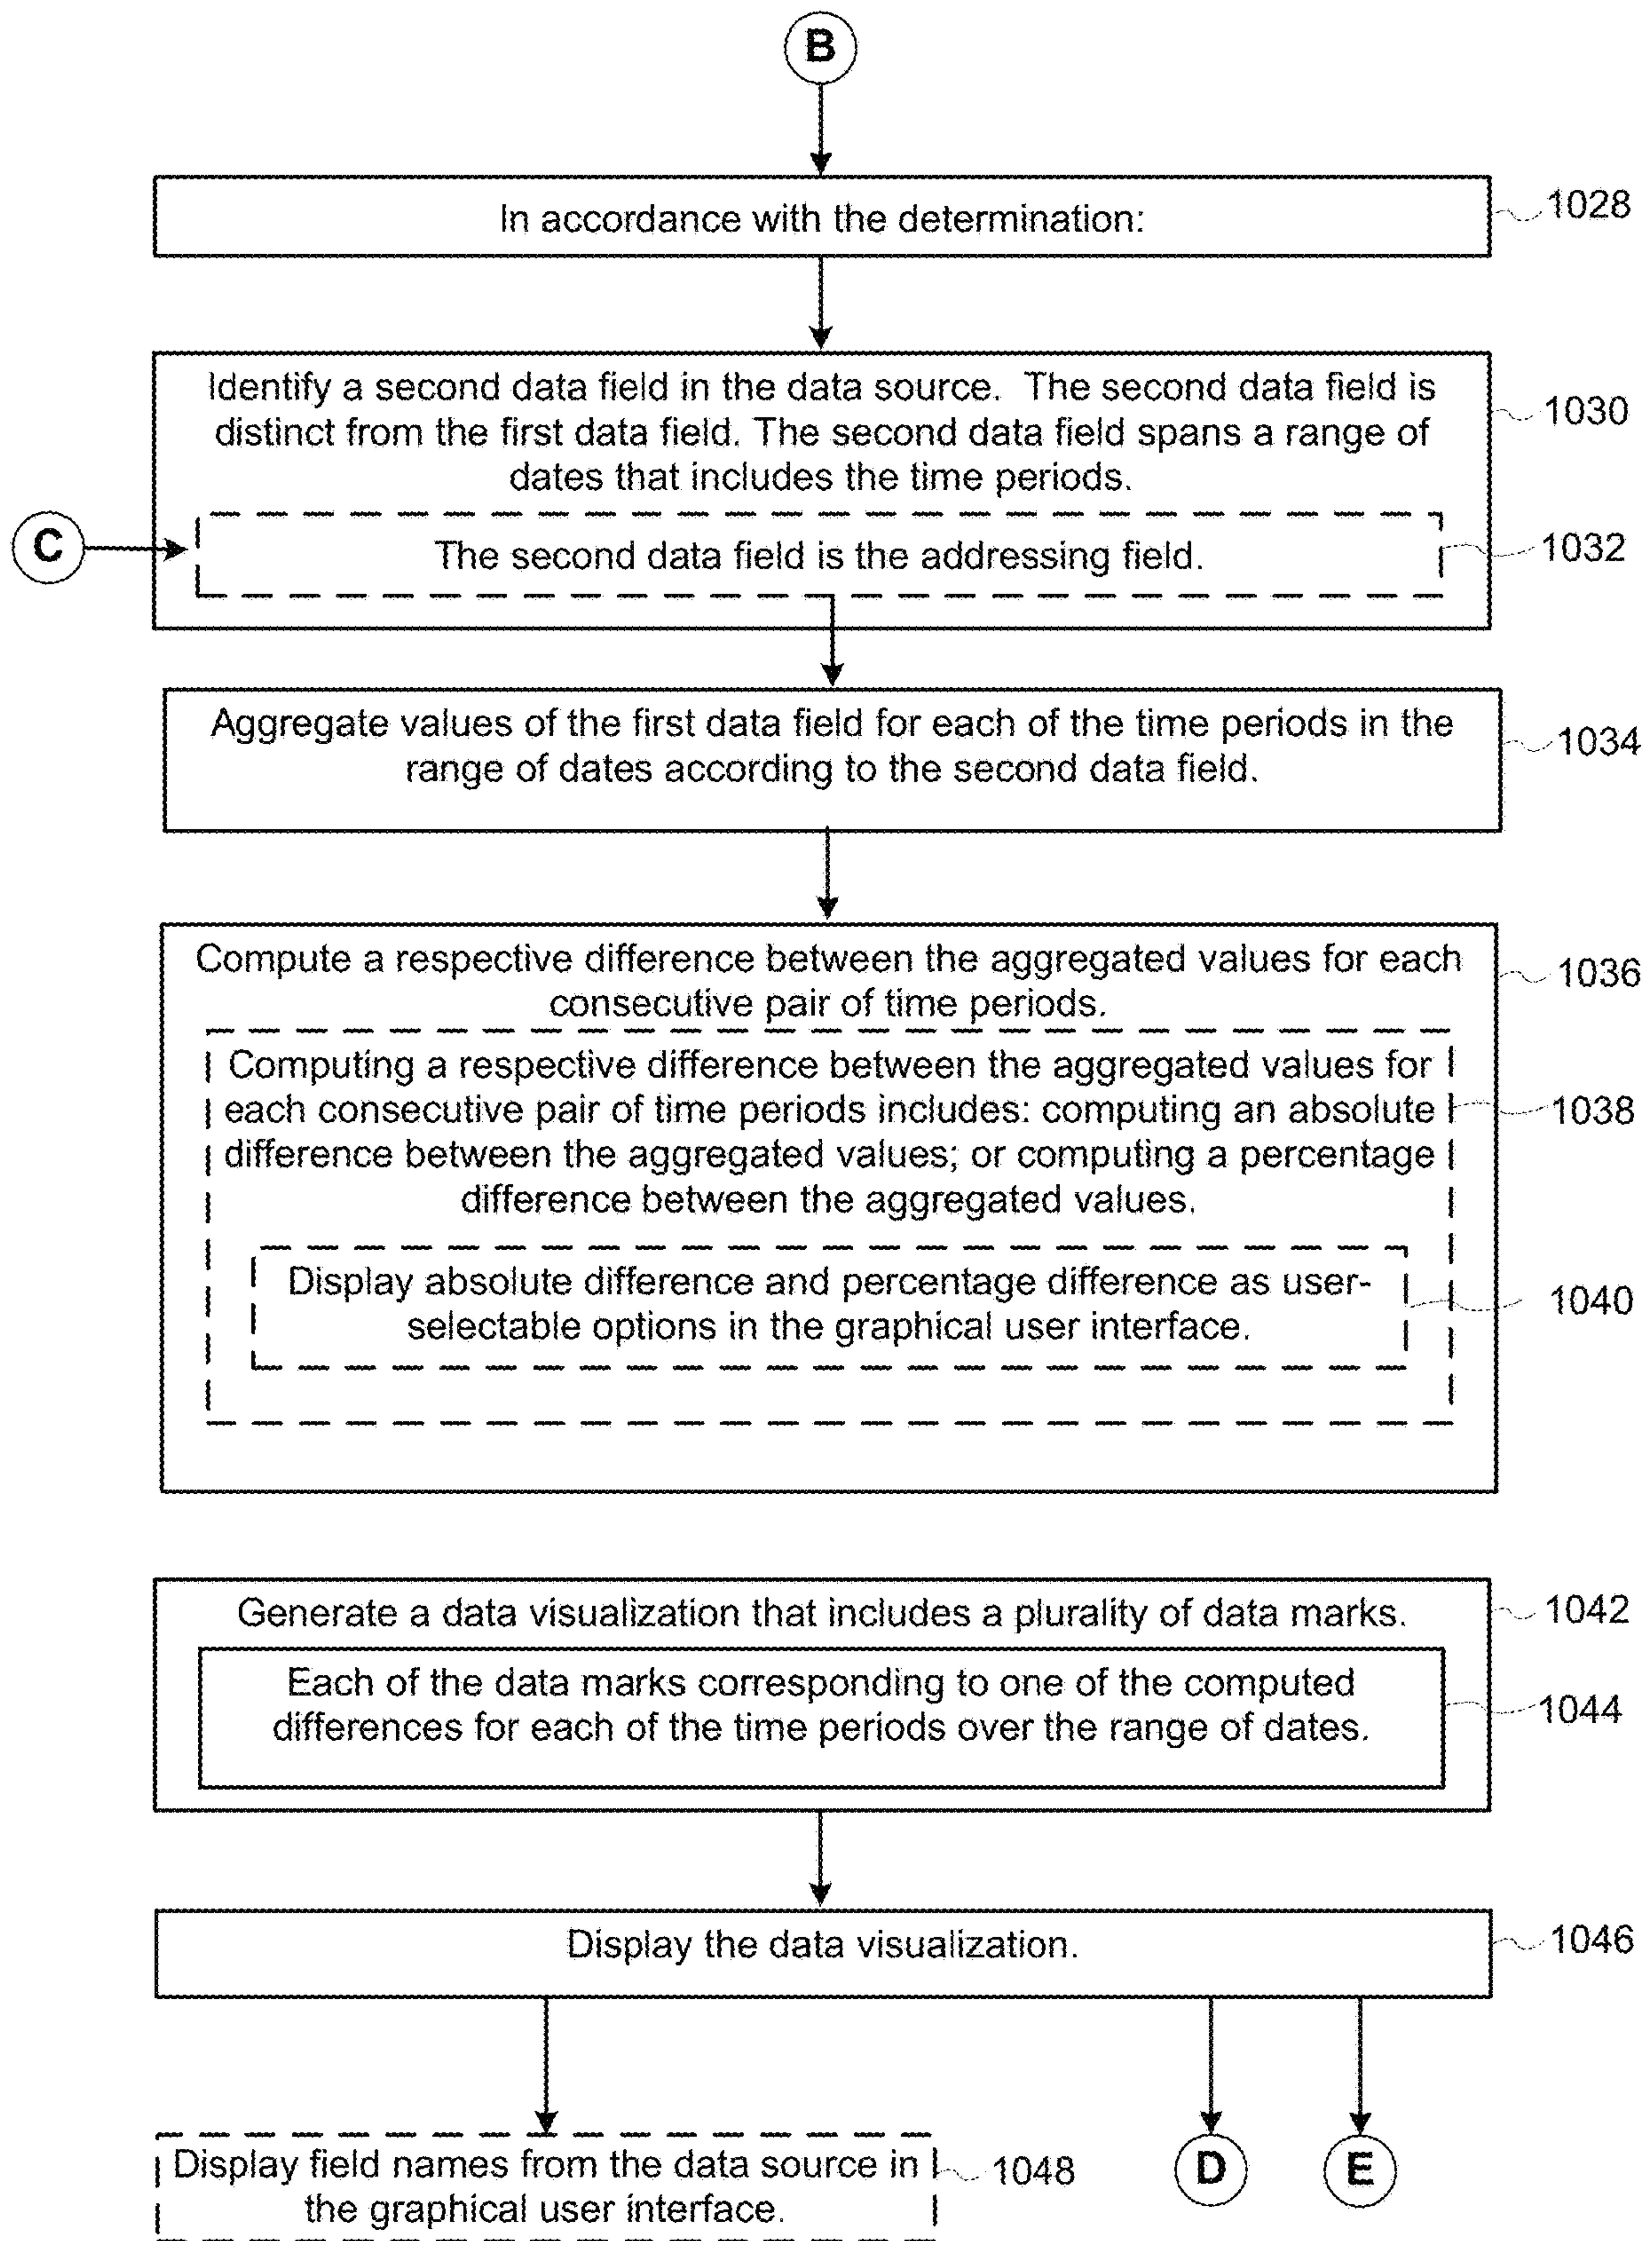 B
In accordance with the determination:
1028
Identify a second data field in the data source. The second data field is
distinct from the first data field. The second data field spans a range of
dates that includes the time periods.
1030
C
The second data field is the addressing field.
1032
Aggregate values of the first data field for each of the time periods in the
range of dates according to the second data field.
1034
Compute a respective difference between the aggregated values for each
consecutive pair of time periods.
1036
Computing a respective difference between the aggregated values for
each consecutive pair of time periods includes: computing an absolute
difference between the aggregated values; or computing a percentage
difference between the aggregated values.
1038
Display absolute difference and percentage difference as user-
selectable options in the graphical user interface.
1040
Generate a data visualization that includes a plurality of data marks.
1042
Each of the data marks corresponding to one of the computed
differences for each of the time periods over the range of dates.
1044
Display the data visualization.
1046
Display field names from the data source in
the graphical user interface.
1048
D
E